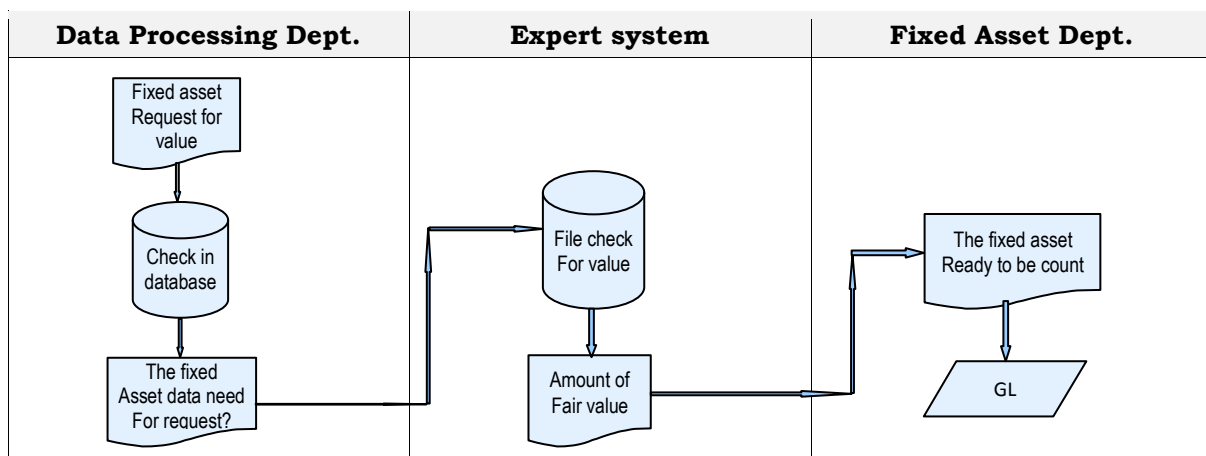 Data Processing Dept.
Expert system
Fixed Asset Dept.
Fixed asset
Request for
value
Check in
database
The fixed
Asset data need
For request?
File check
For value
Amount of
Fair value
The fixed asset
Ready to be count
GL